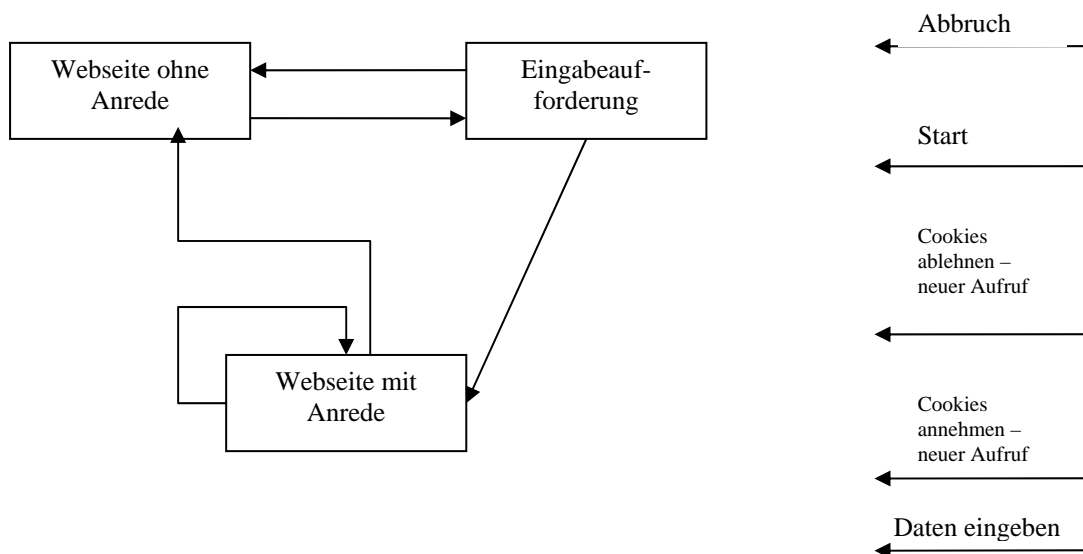 Webseite ohne
Anrede
Eingabeauf-
forderung
Webseite mit
Anrede
Abbruch
Start
Cookies
ablehnen –
neuer Aufruf
Cookies
annehmen –
neuer Aufruf
Daten eingeben